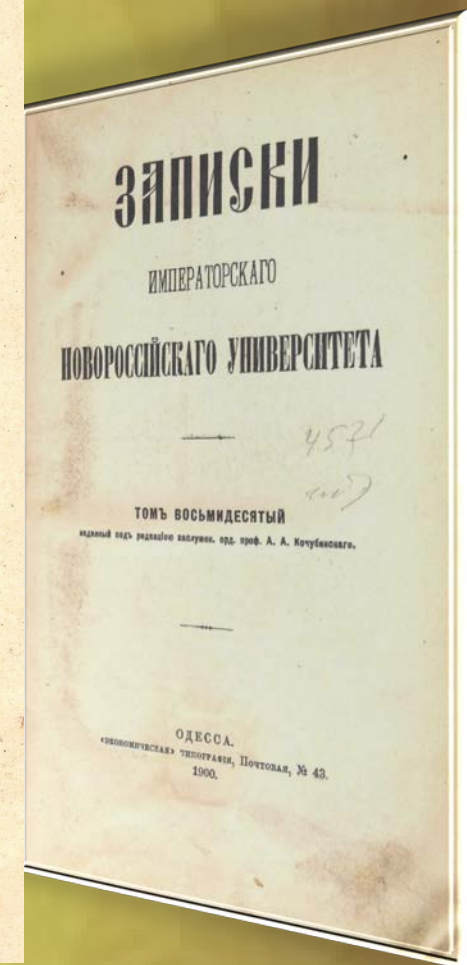 ЗАПИСКИ
ИМПЕРАТОРСКАГО
НОВОРОССІЙСКАГО УНИВЕРСИТЕТА
4571
ТОМЪ ВОСЬМИДЕСЯТЫЙ
изданный подъ редакціею заслужен. орд. проф. А. А. Кочубинскаго.
ОДЕССА.
«ЭКОНОМИЧЕСКАЯ» ТИПОГРАФІЯ, Почтовая, № 43.
1900.